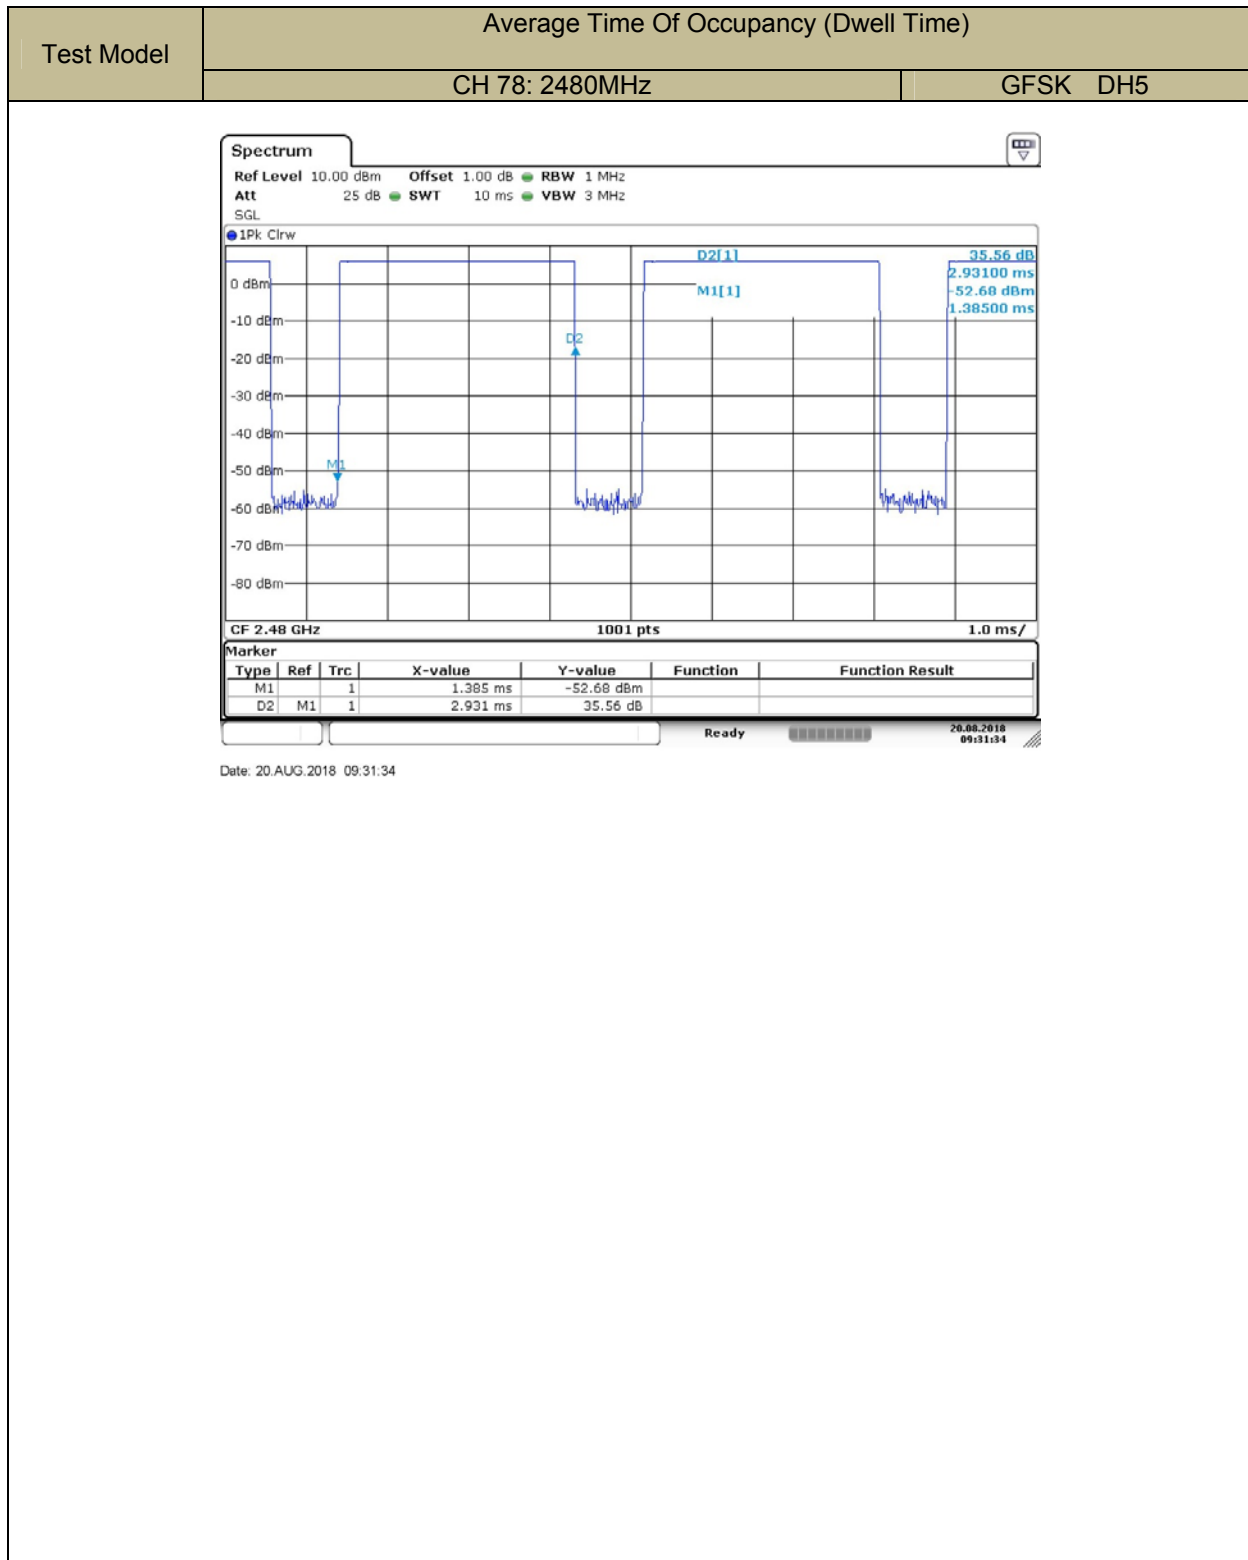 Test Model
Average Time Of Occupancy (Dwell Time)
CH 78: 2480MHz
GFSK DH5
Spectrum
Ref Level 10.00 dBm Offset 1.00 dB RBW 1 MHz
Att 25 dB SWT 10 ms VBW 3 MHz
SGL
1Pk Clrw
D2[1] 35.56 dB
2.93100 ms
M1[1] -52.68 dBm
1.38500 ms
0 dBm
-10 dBm
D2
-20 dBm
-30 dBm
-40 dBm
M1
-50 dBm
-60 dBm
-70 dBm
-80 dBm
CF 2.48 GHz 1001 pts 1.0 ms/
Marker
Type Ref Trc X-value Y-value Function Function Result
M1 1 1.385 ms -52.68 dBm
D2 M1 1 2.931 ms 35.56 dB
Ready 20.08.2018
09:31:34
Date: 20.AUG.2018 09:31:34